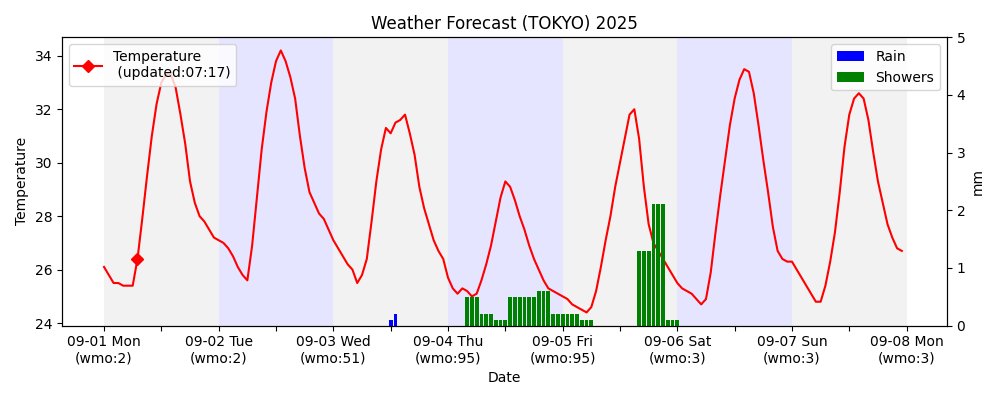 Weather Forecast (TOKYO) 2025
Temperature
(updated:07:17)
Rain
Showers
34
32
30
28
26
24
Temperature
5
4
3
2
1
0
mm
09-01 Mon
(wmo:2)
09-02 Tue
(wmo:2)
09-03 Wed
(wmo:51)
09-04 Thu
(wmo:95)
09-05 Fri
(wmo:95)
09-06 Sat
(wmo:3)
09-07 Sun
(wmo:3)
09-08 Mon
(wmo:3)
Date